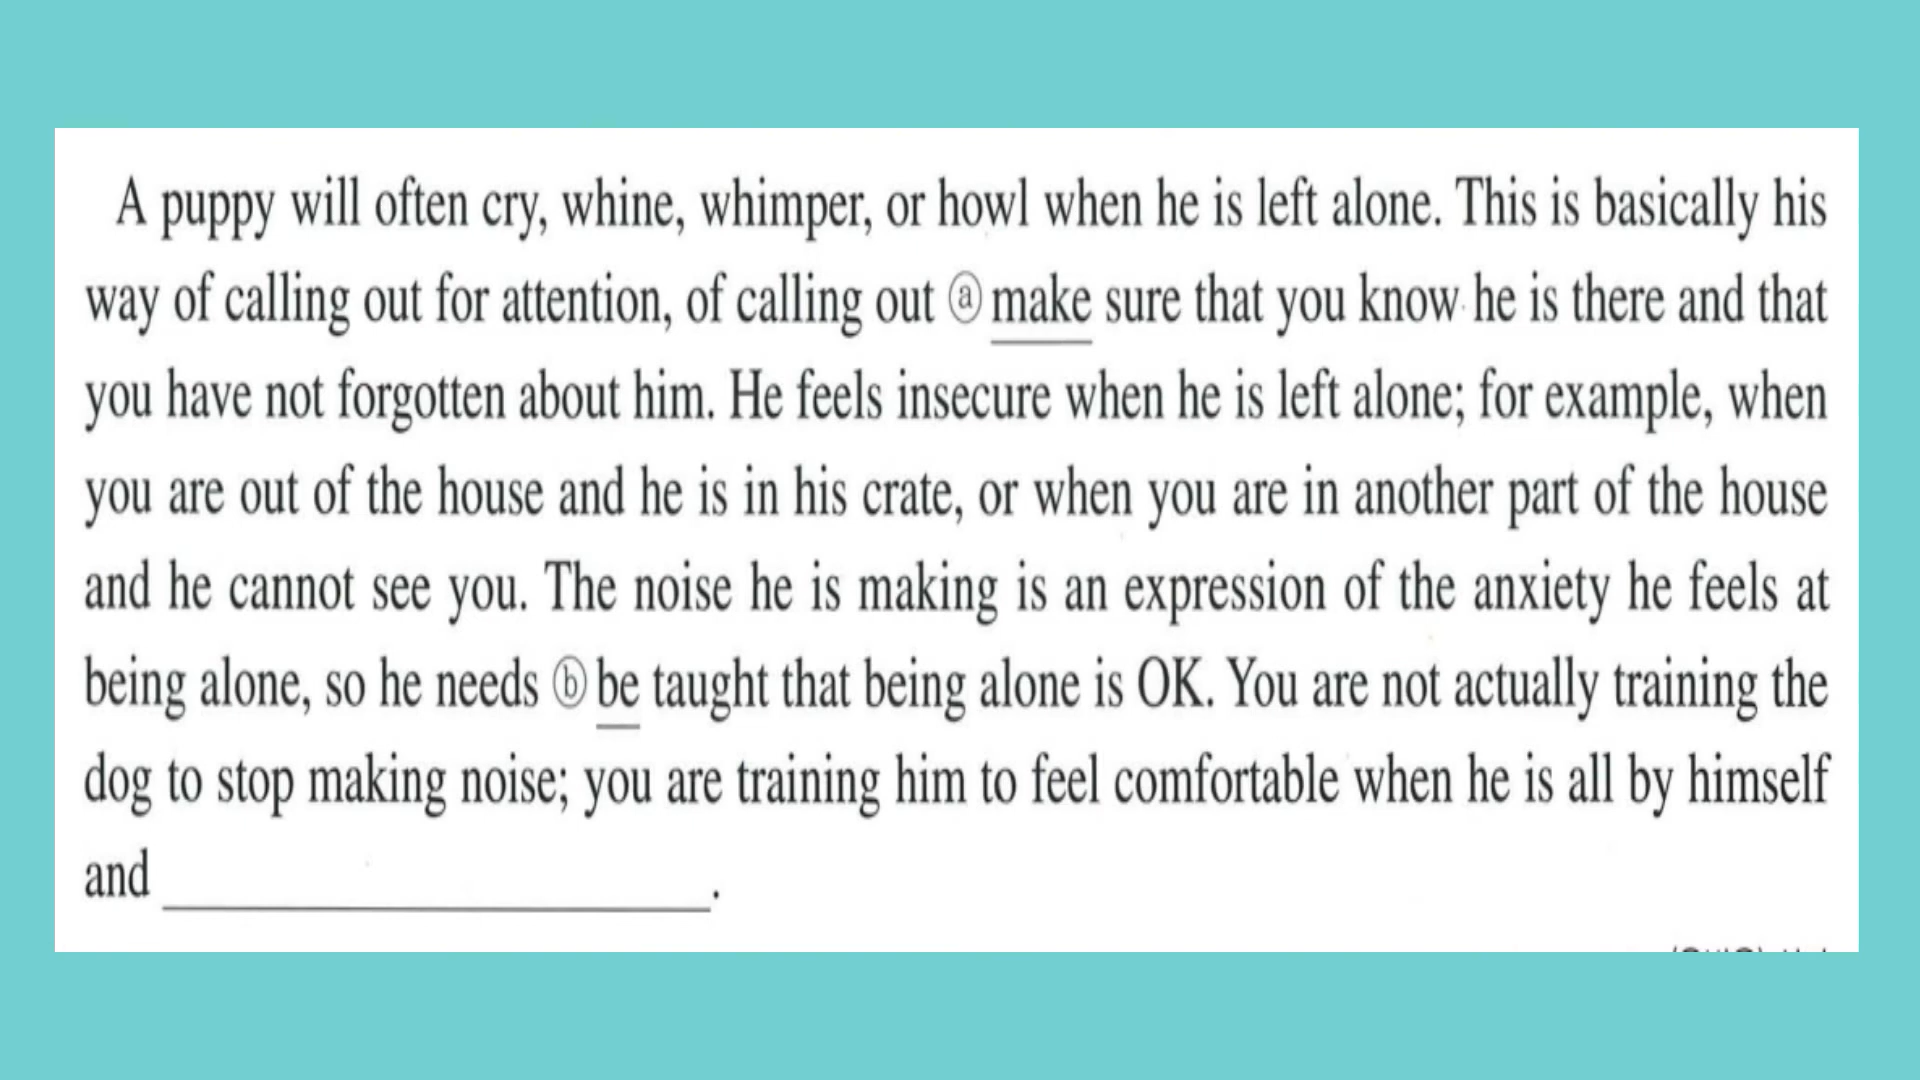 A puppy will often cry, whine, whimper, or howl when he is left alone. This is basically his
way of calling out for attention, of calling out ⓐ make sure that you know he is there and that
you have not forgotten about him. He feels insecure when he is left alone; for example, when
you are out of the house and he is in his crate, or when you are in another part of the house
and he cannot see you. The noise he is making is an expression of the anxiety he feels at
being alone, so he needs ⓑ be taught that being alone is OK. You are not actually training the
dog to stop making noise; you are training him to feel comfortable when he is all by himself
and ____________________.